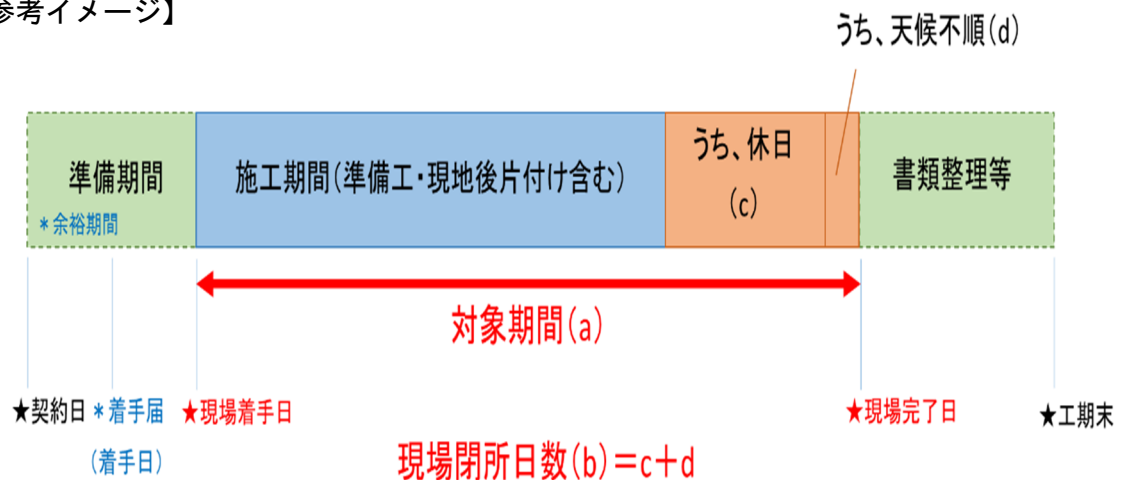 参考イメージ】
うち、天候不順(d)
準備期間
*余裕期間
施工期間(準備工・現地後片付け含む)
うち、休日
(c)
書類整理等
対象期間(a)
★契約日
*着手届
(着手日)
★現場着手日
★現場完了日
★工期末
現場閉所日数(b)=c+d